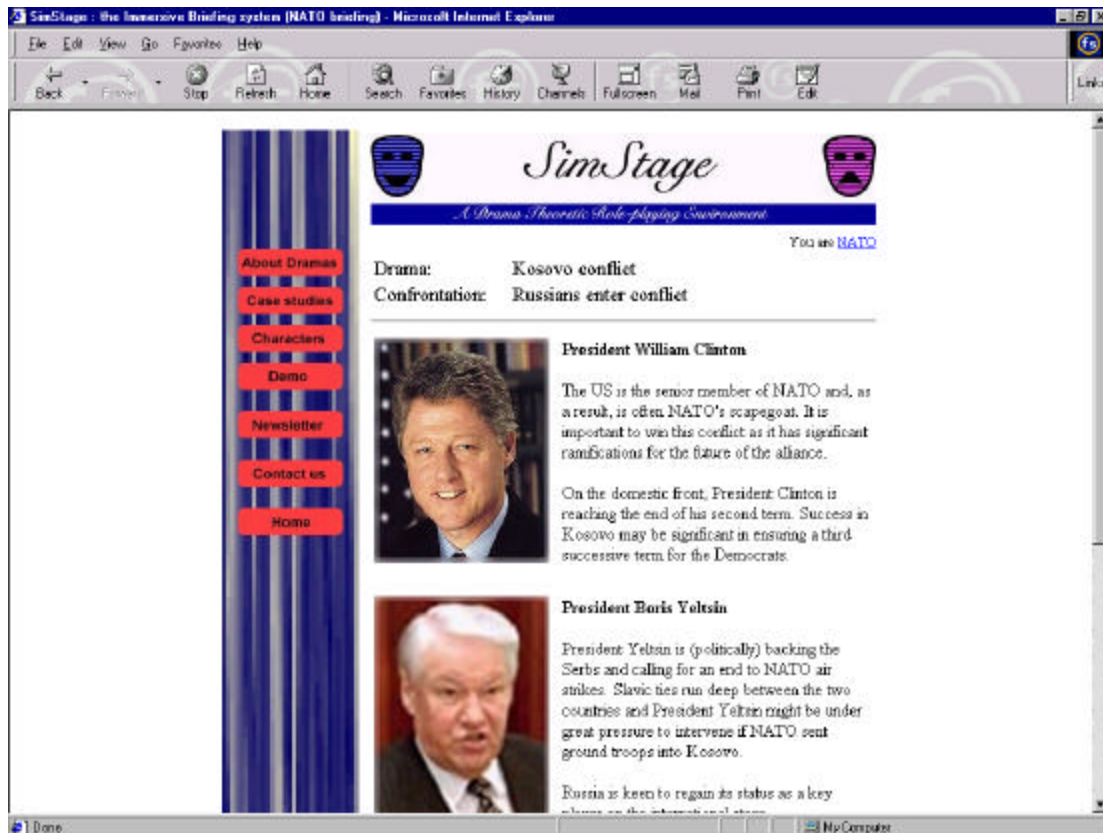 SimStage : the Immersive Briefing system (NATO briefing) - Microsoft Internet Explorer
File Edit View Go Favorites Help
Back Forward Stop Refresh Home Search Favorites History Channels Fullscreen Mail Print Edit
Links
SimStage
A Drama Theoretic Role-playing Environment
You are NATO
About Dramas
Case studies
Characters
Demo
Newsletter
Contact us
Home
Drama: Kosovo conflict
Confrontation: Russians enter conflict
President William Clinton
The US is the senior member of NATO and, as
a result, is often NATO's scapegoat. It is
important to win this conflict as it has significant
ramifications for the future of the alliance.
On the domestic front, President Clinton is
reaching the end of his second term. Success in
Kosovo may be significant in ensuring a third
successive term for the Democrats.
President Boris Yeltsin
President Yeltsin is (politically) backing the
Serbs and calling for an end to NATO air
strikes. Slavic ties run deep between the two
countries and President Yeltsin might be under
great pressure to intervene if NATO sent
ground troops into Kosovo.
Russia is keen to regain its status as a key
player on the international stage
Done
My Computer